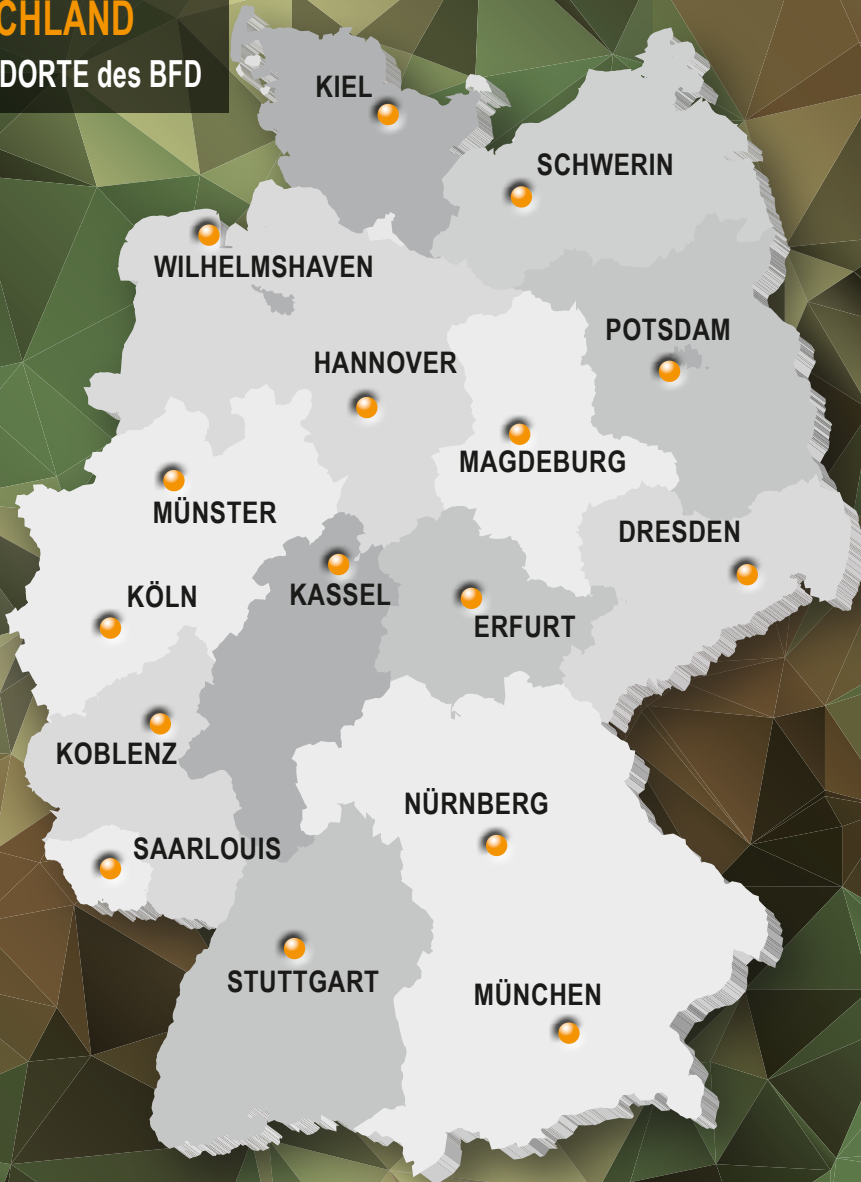 CHLAND
DORTE des BFD
KIEL
SCHWERIN
WILHELMSHAVEN
POTSDAM
HANNOVER
MAGDEBURG
MÜNSTER
DRESDEN
KÖLN
KASSEL
ERFURT
KOBLENZ
NÜRNBERG
SAARLOUIS
STUTTGART
MÜNCHEN